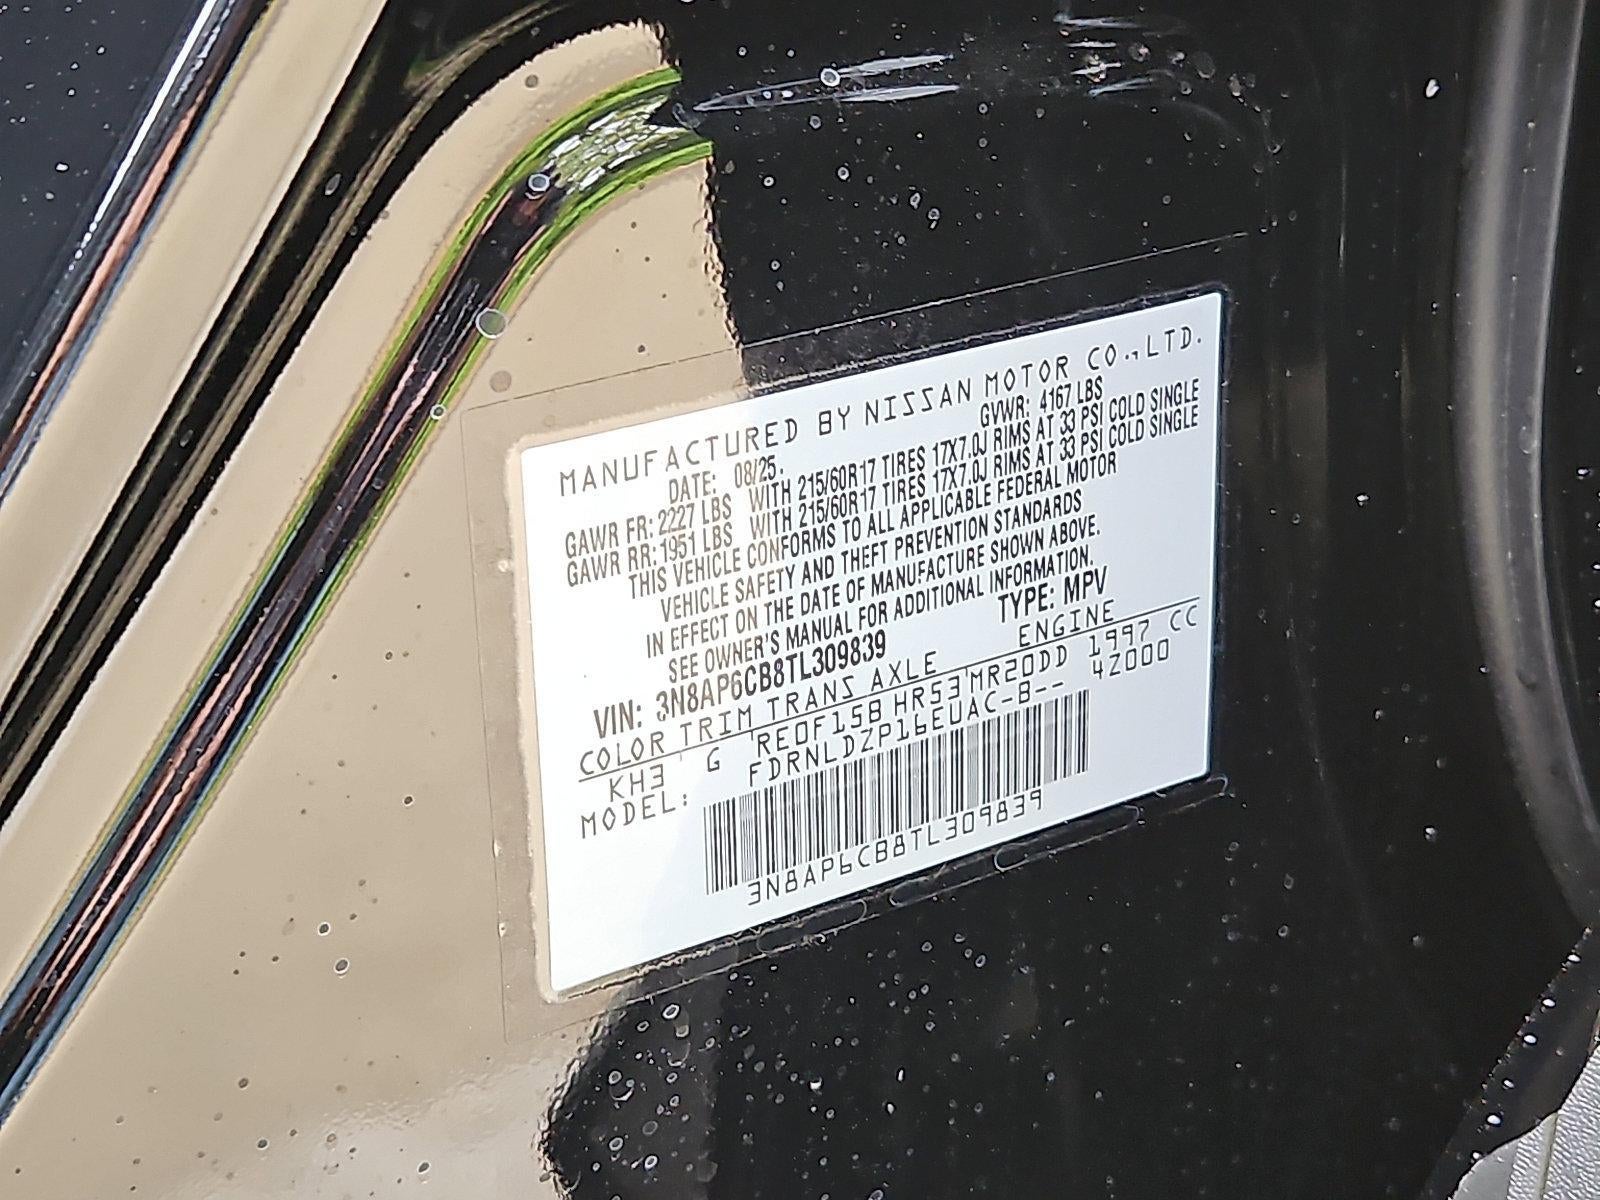 MANUFACTURED BY NISSAN MOTOR CO.,LTD.
DATE: 08/25. GVWR: 4167 LBS
GAWR FR: 2227 LBS WITH 215/60R17 TIRES 17X7.0J RIMS AT 33 PSI COLD SINGLE
GAWR RR: 1951 LBS WITH 215/60R17 TIRES 17X7.0J RIMS AT 33 PSI COLD SINGLE
THIS VEHICLE CONFORMS TO ALL APPLICABLE FEDERAL MOTOR
VEHICLE SAFETY AND THEFT PREVENTION STANDARDS
IN EFFECT ON THE DATE OF MANUFACTURE SHOWN ABOVE.
SEE OWNER'S MANUAL FOR ADDITIONAL INFORMATION.
VIN: 3N8AP6CB8TL309839 TYPE: MPV
COLOR TRIM TRANS AXLE ENGINE
KH3 G RE0F15B HR53 MR20DD 1997 CC
MODEL: FDRNLDZP16EUAC-B-- 4Z000
3N8AP6CB8TL309839